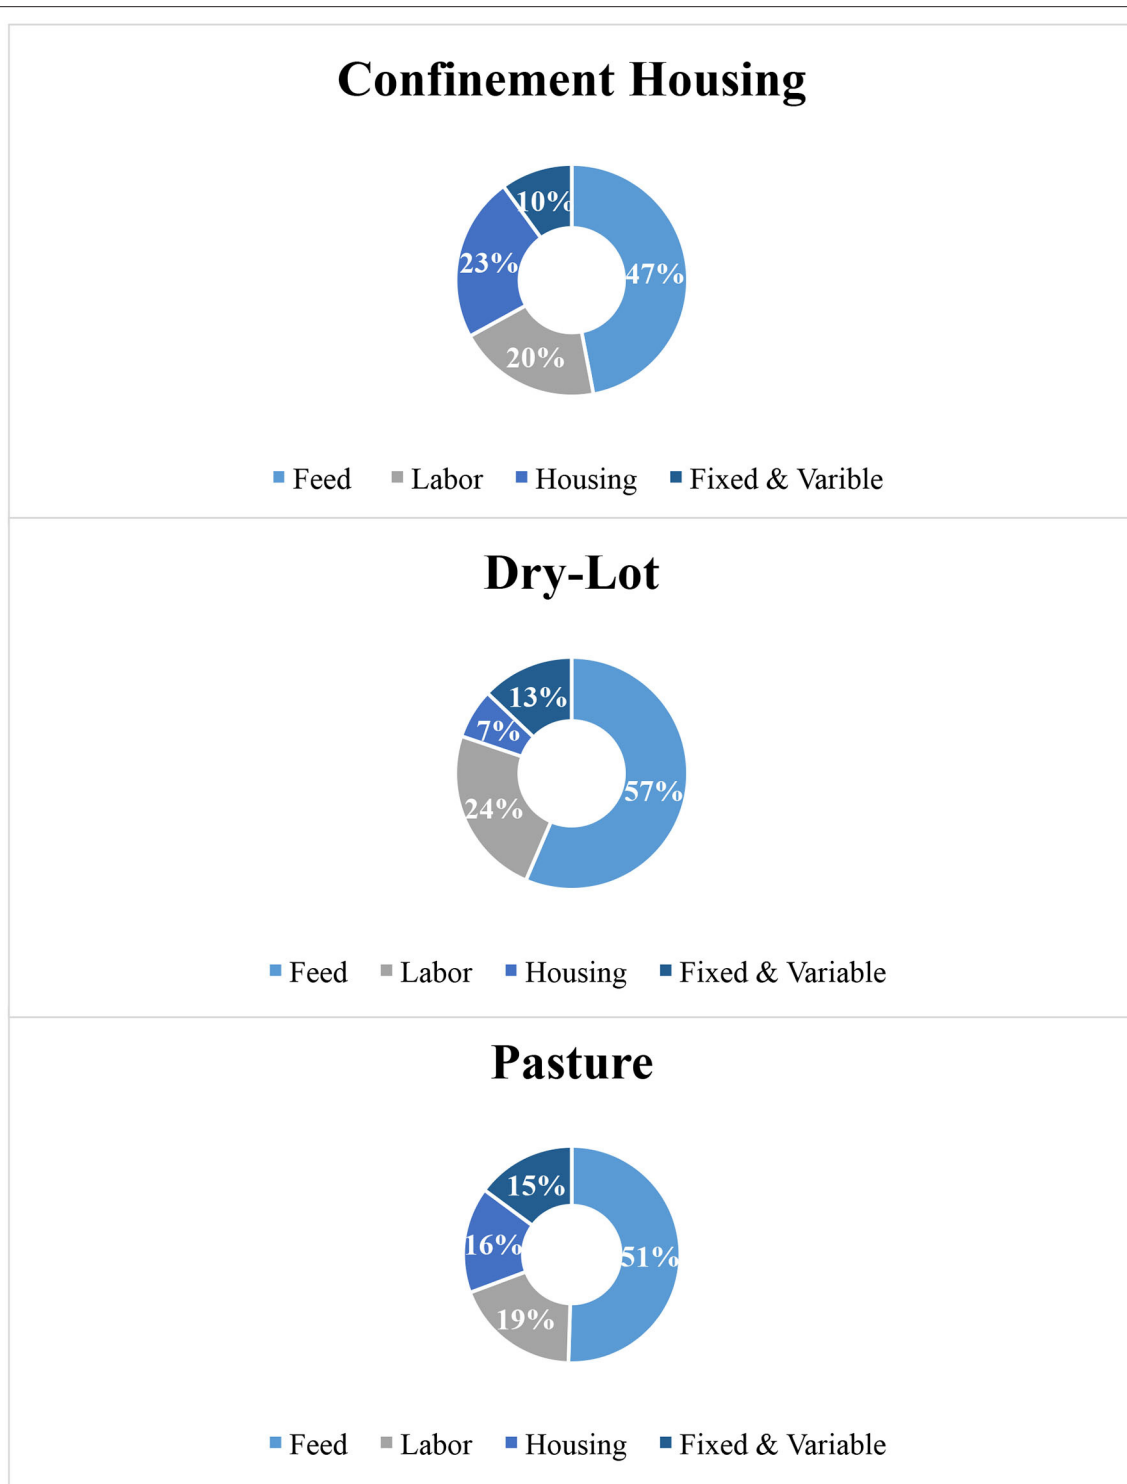 Confinement Housing
10%
23%
47%
20%
Feed Labor Housing Fixed & Varible
Dry-Lot
13%
7%
57%
24%
Feed Labor Housing Fixed & Variable
Pasture
15%
16%
51%
19%
Feed Labor Housing Fixed & Variable